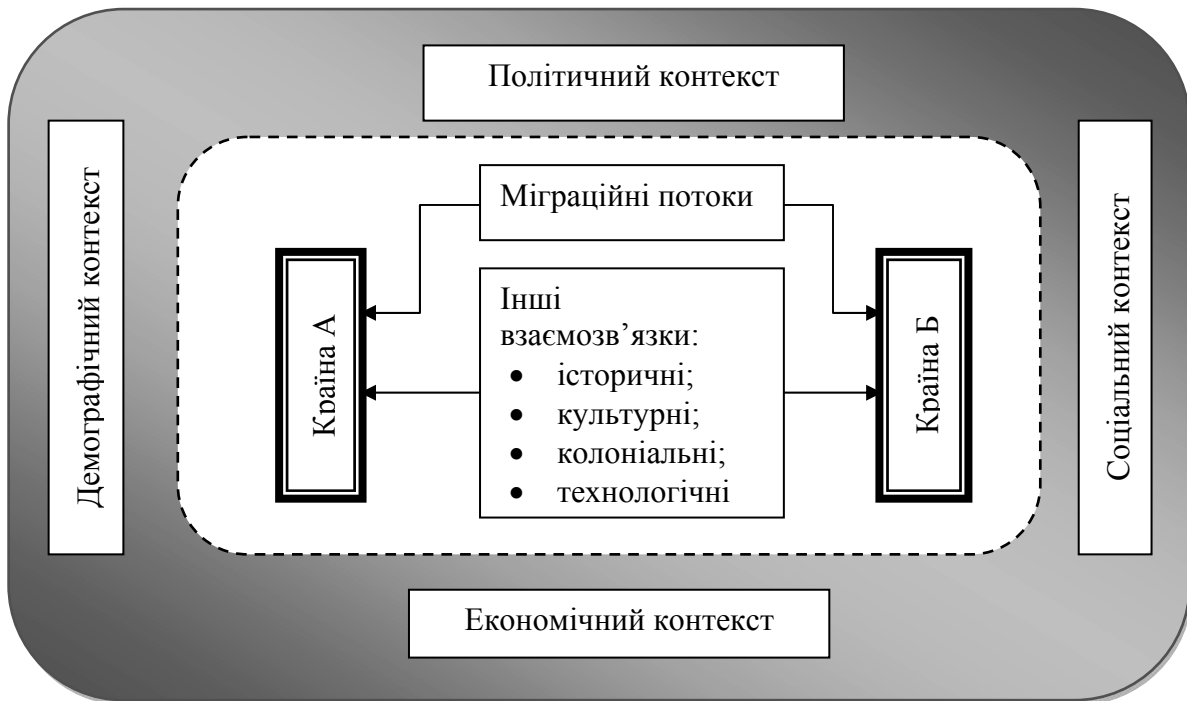 Політичний контекст
Демографічний контекст
Міграційні потоки
Країна А
Інші
взаємозв’язки:
• історичні;
• культурні;
• колоніальні;
• технологічні
Країна Б
Соціальний контекст
Економічний контекст